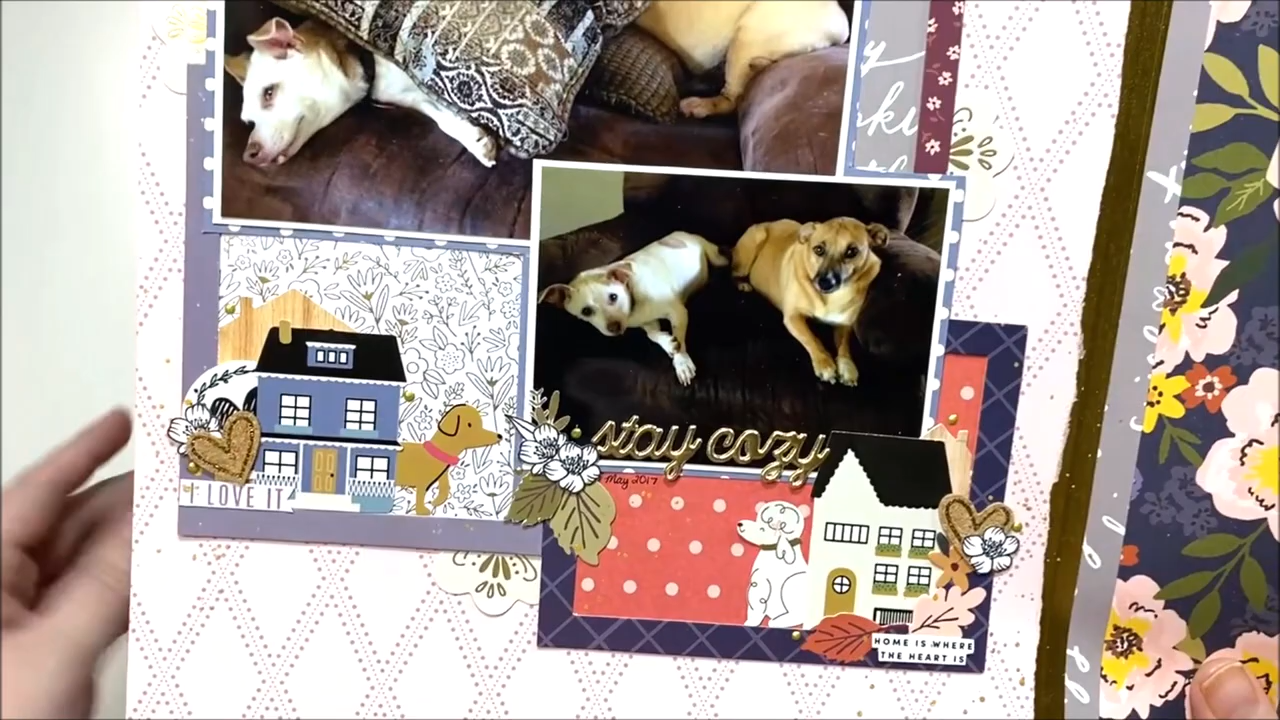 stay cozy
May 2017
I LOVE IT
HOME IS WHERE
THE HEART IS